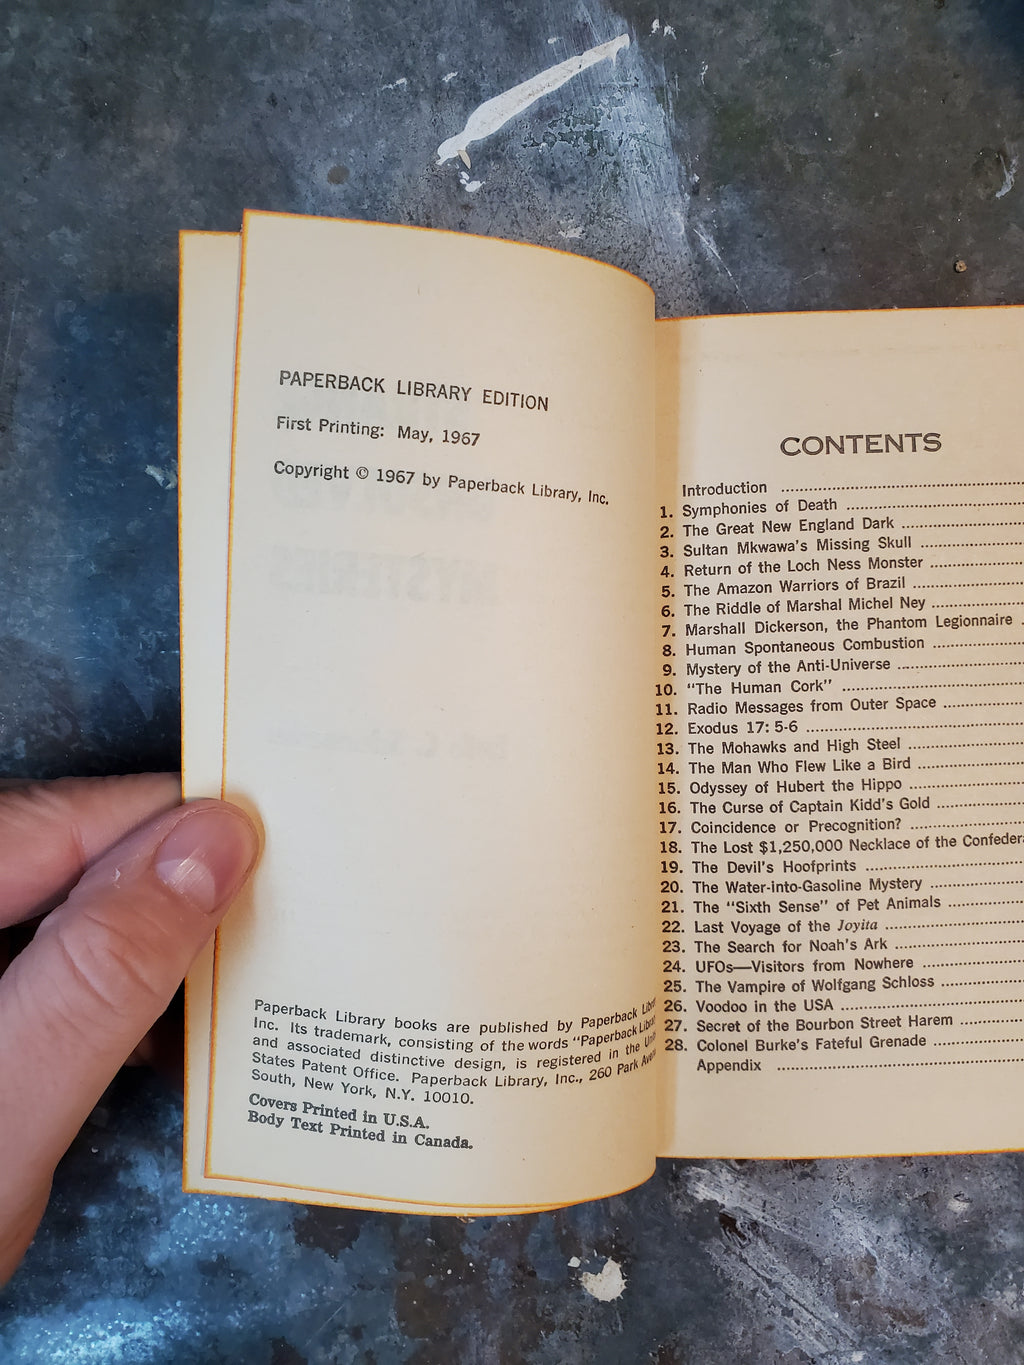 PAPERBACK LIBRARY EDITION
First Printing: May, 1967
Copyright © 1967 by Paperback Library, Inc.
Paperback Library books are published by Paperback
Inc. Its trademark, consisting of the words "Paperback
and associated distinctive design, is registered in the
States Patent Office. Paperback Library, Inc., 260 Park
South, New York, N.Y. 10010.
Covers Printed in U.S.A.
Body Text Printed in Canada.
CONTENTS
Introduction
1. Symphonies of Death
2. The Great New England Dark
3. Sultan Mkwawa's Missing Skull
4. Return of the Loch Ness Monster
5. The Amazon Warriors of Brazil
6. The Riddle of Marshal Michel Ney
7. Marshall Dickerson, the Phantom Legionnaire
8. Human Spontaneous Combustion
9. Mystery of the Anti-Universe
10. "The Human Cork"
11. Radio Messages from Outer Space
12. Exodus 17: 5-6
13. The Mohawks and High Steel
14. The Man Who Flew Like a Bird
15. Odyssey of Hubert the Hippo
16. The Curse of Captain Kidd's Gold
17. Coincidence or Precognition?
18. The Lost $1,250,000 Necklace of the
19. The Devil's Hoofprints
20. The Water-into-Gasoline Mystery
21. The "Sixth Sense" of Pet Animals
22. Last Voyage of the Joyita
23. The Search for Noah's Ark
24. UFOs—Visitors from Nowhere
25. The Vampire of Wolfgang Schloss
26. Voodoo in the USA
27. Secret of the Bourbon Street Harem
28. Colonel Burke's Fateful Grenade
Appendix